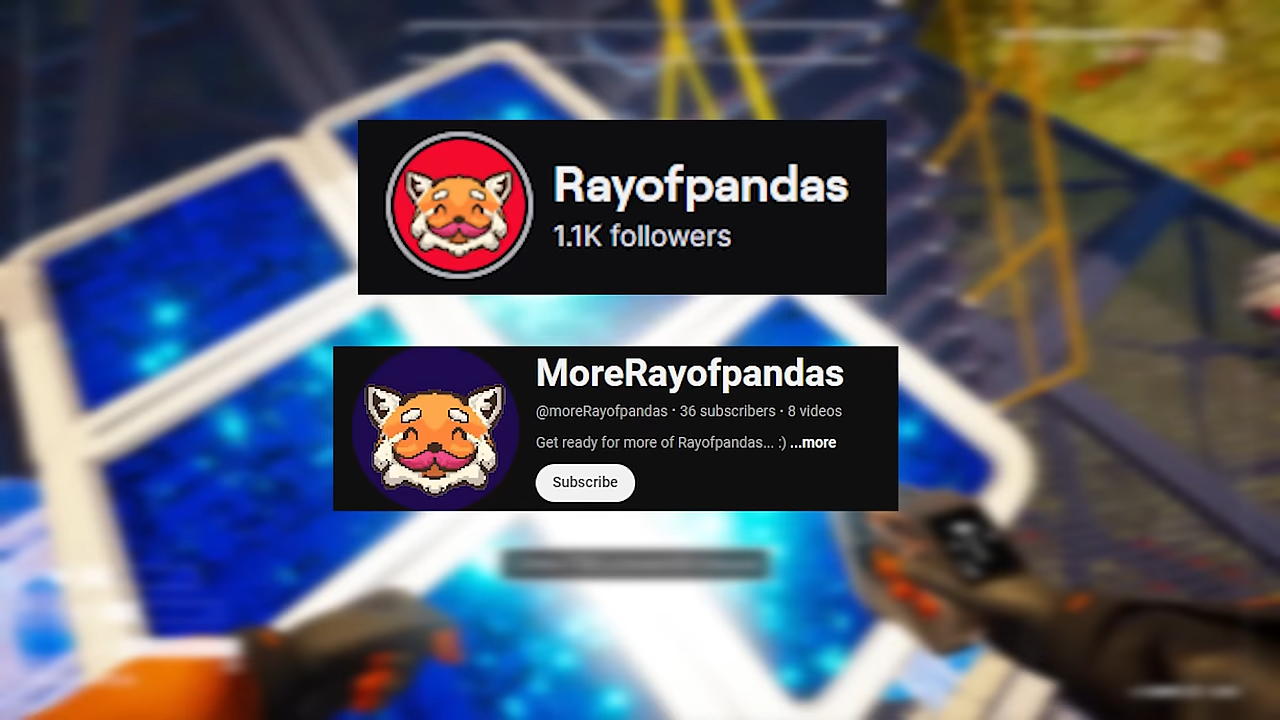 Rayofpandas
1.1K followers
MoreRayofpandas
@moreRayofpandas · 36 subscribers · 8 videos
Get ready for more of Rayofpandas... :) ...more
Subscribe